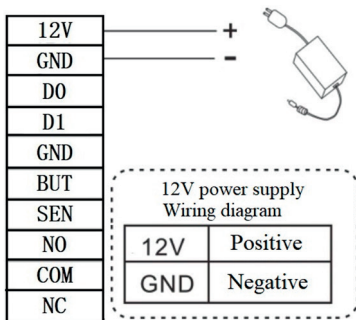 12V +
GND -
D0
D1
GND
BUT
SEN
NO
COM
NC
12V power supply
Wiring diagram
12V Positive
GND Negative